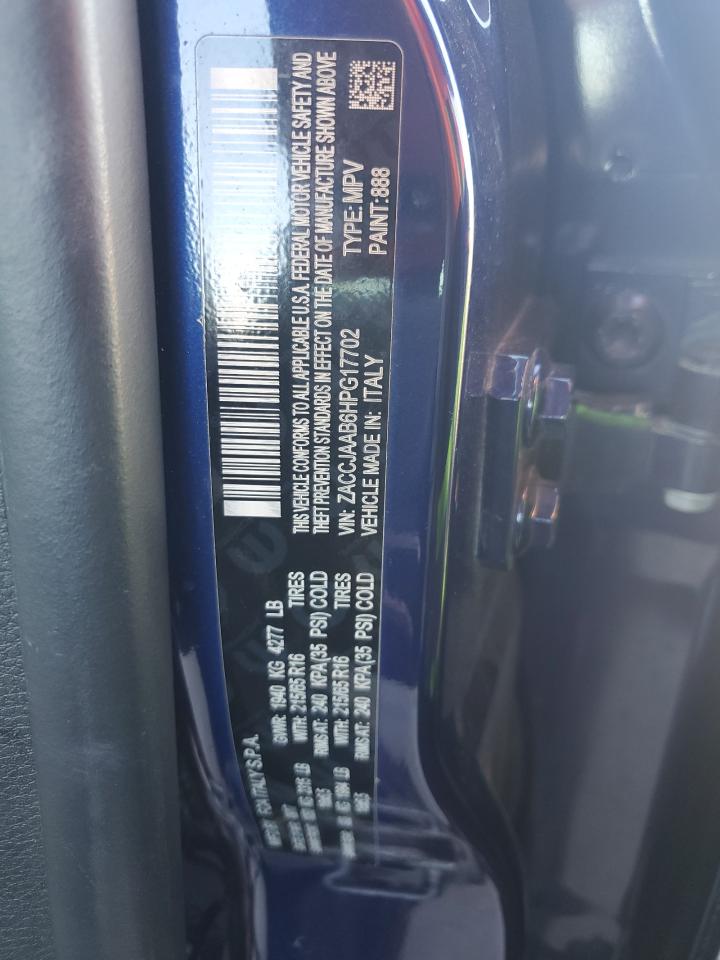 FCA ITALY S.P.A.
GVWR: 1940 KG 4277 LB
WITH: 215/65 R16 TIRES
RIMS AT: 240 KPA(35 PSI) COLD
WITH: 215/65 R16 TIRES
RIMS AT: 240 KPA(35 PSI) COLD
THIS VEHICLE CONFORMS TO ALL APPLICABLE U.S.A. FEDERAL MOTOR VEHICLE SAFETY AND
THEFT PREVENTION STANDARDS IN EFFECT ON THE DATE OF MANUFACTURE SHOWN ABOVE
VIN: ZACCJAAB6HPG17702 TYPE: MPV
VEHICLE MADE IN: ITALY PAINT: 888